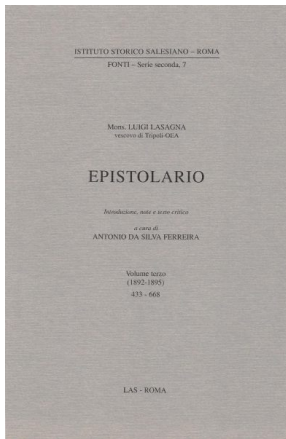 ISTITUTO STORICO SALESIANO – ROMA
FONTI – Serie seconda, 7
Mons. LUIGI LASAGNA
vescovo di Tripoli-OEA
EPISTOLARIO
Introduzione, note e testo critico
a cura di
ANTONIO DA SILVA FERREIRA
Volume terzo
(1892-1895)
433 - 668
LAS - ROMA